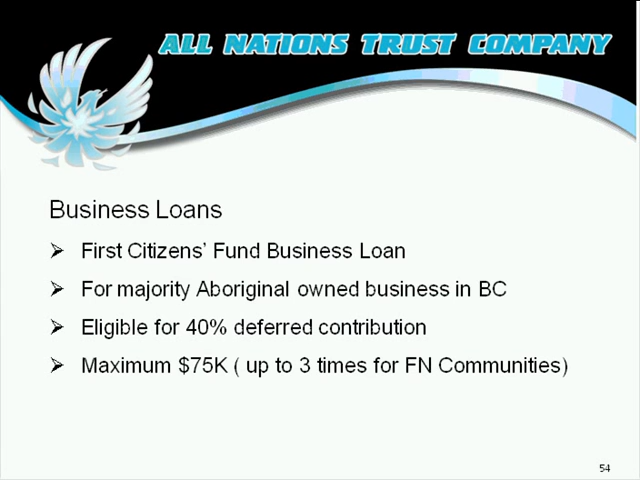 ALL NATIONS TRUST COMPANY
Business Loans
➢ First Citizens' Fund Business Loan
➢ For majority Aboriginal owned business in BC
➢ Eligible for 40% deferred contribution
➢ Maximum $75K ( up to 3 times for FN Communities)
54